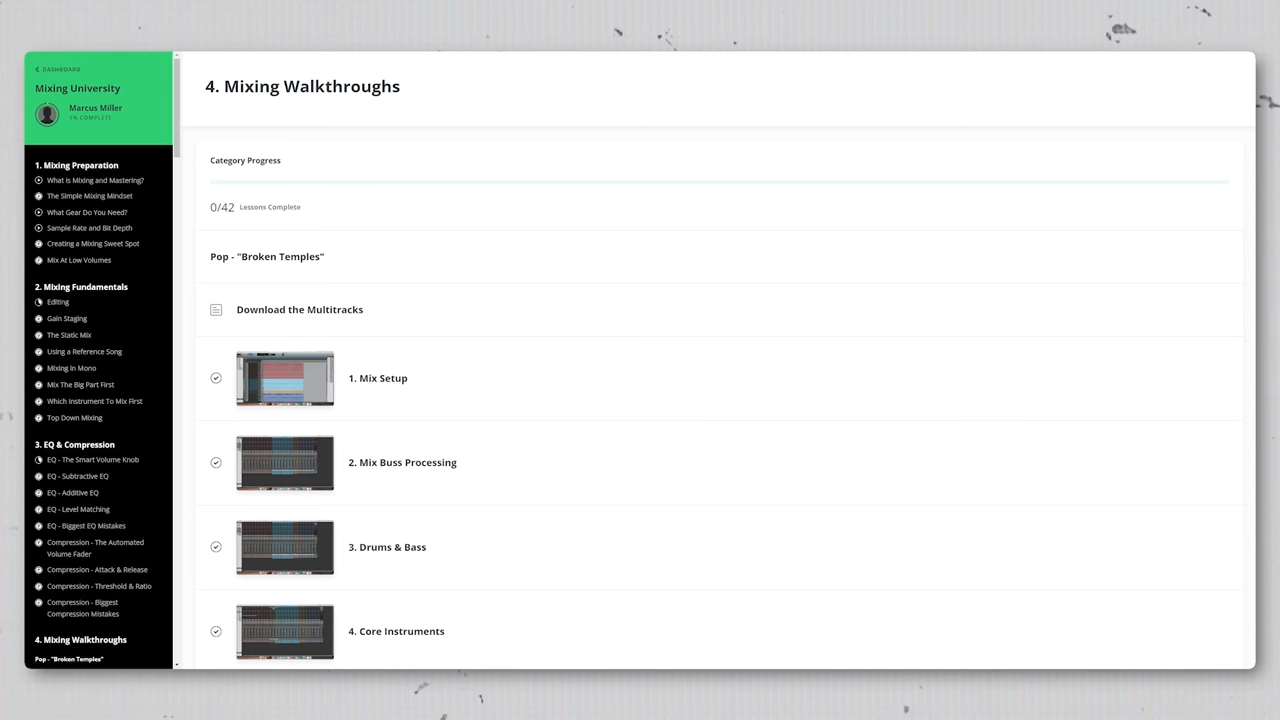 DASHBOARD
Mixing University
Marcus Miller
1% COMPLETE
1. Mixing Preparation
What is Mixing and Mastering?
The Simple Mixing Mindset
What Gear Do You Need?
Sample Rate and Bit Depth
Creating a Mixing Sweet Spot
Mix At Low Volumes
2. Mixing Fundamentals
Editing
Gain Staging
The Static Mix
Using a Reference Song
Mixing In Mono
Mix The Big Part First
Which Instrument To Mix First
Top Down Mixing
3. EQ & Compression
EQ - The Smart Volume Knob
EQ - Subtractive EQ
EQ - Additive EQ
EQ - Level Matching
EQ - Biggest EQ Mistakes
Compression - The Automated
Volume Fader
Compression - Attack & Release
Compression - Threshold & Ratio
Compression - Biggest
Compression Mistakes
4. Mixing Walkthroughs
Pop - "Broken Temples"
4. Mixing Walkthroughs
Category Progress
0/42 Lessons Complete
Pop - "Broken Temples"
Download the Multitracks
1. Mix Setup
2. Mix Buss Processing
3. Drums & Bass
4. Core Instruments